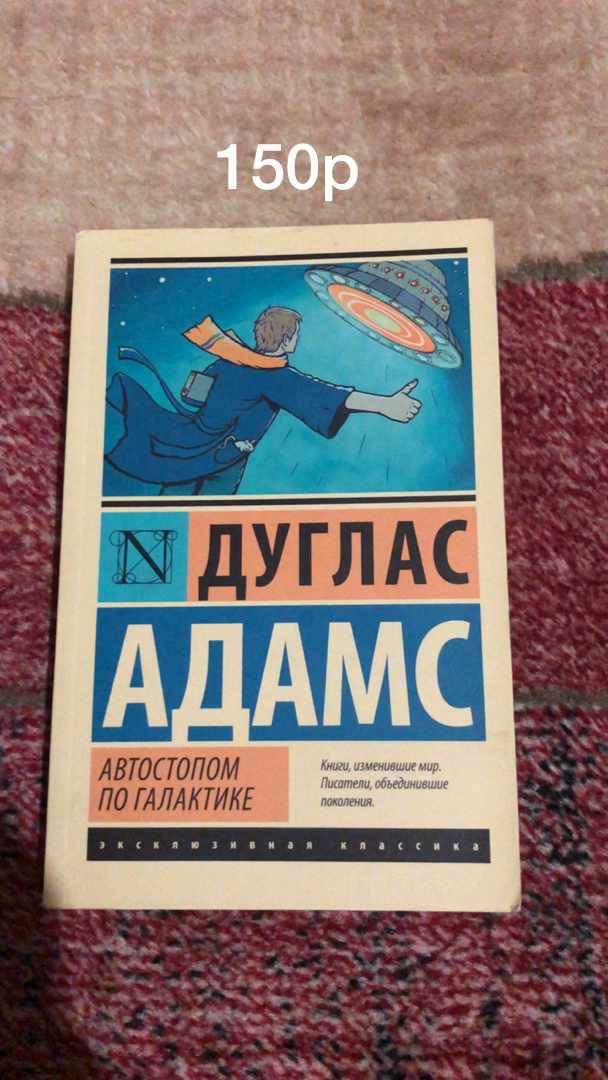 150р
N
ДУГЛАС
АДАМС
АВТОСТОПОМ
ПО ГАЛАКТИКЕ
Книги, изменившие мир.
Писатели, объединившие
поколения.
ЭКСКЛЮЗИВНАЯ КЛАССИКА